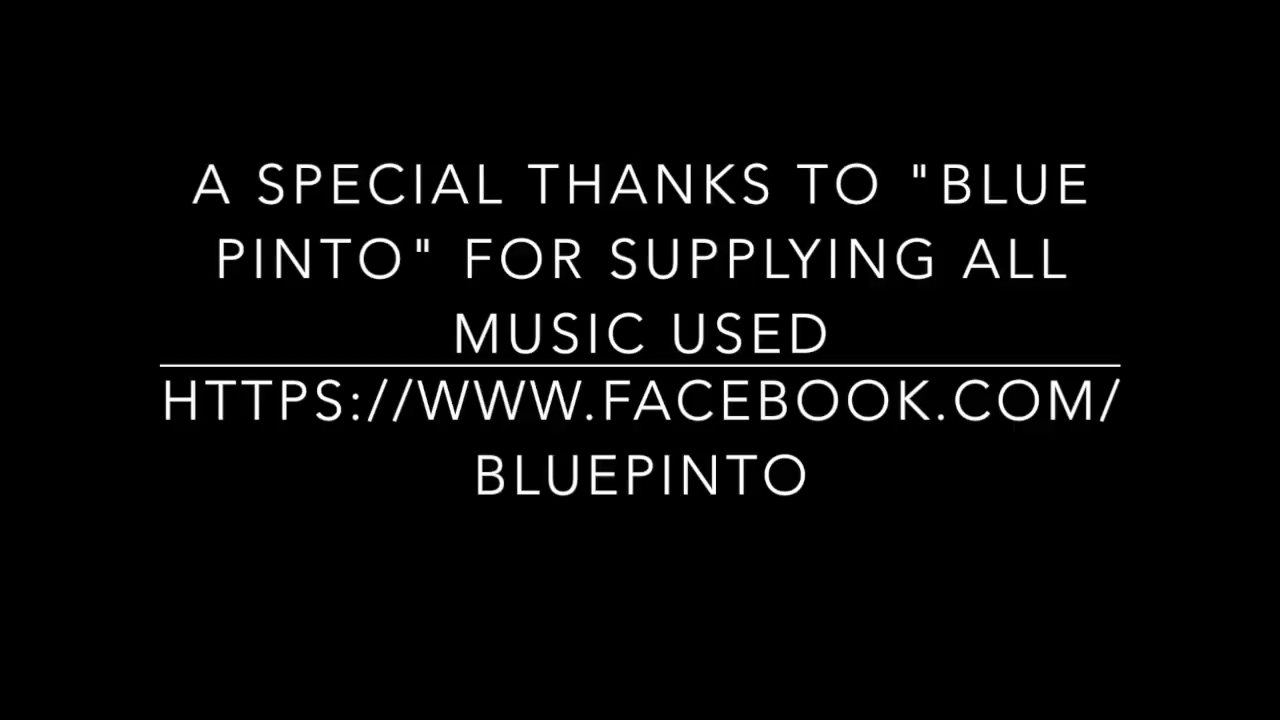 A SPECIAL THANKS TO "BLUE
PINTO" FOR SUPPLYING ALL
MUSIC USED
HTTPS://WWW.FACEBOOK.COM/
BLUEPINTO